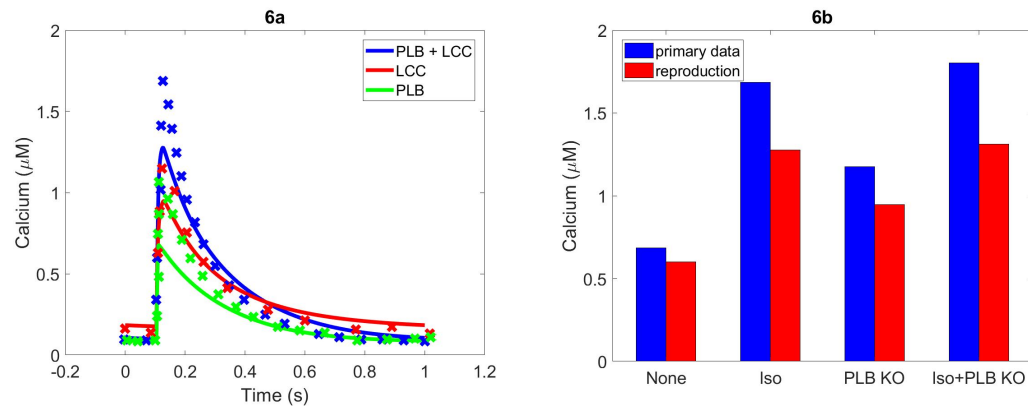 6a
PLB + LCC
LCC
PLB
Calcium (μM)
2
1.5
1
0.5
0
-0.2
0
0.2
0.4
0.6
0.8
1
1.2
Time (s)
6b
primary data
reproduction
Calcium (μM)
2
1.5
1
0.5
0
None
Iso
PLB KO
Iso+PLB KO